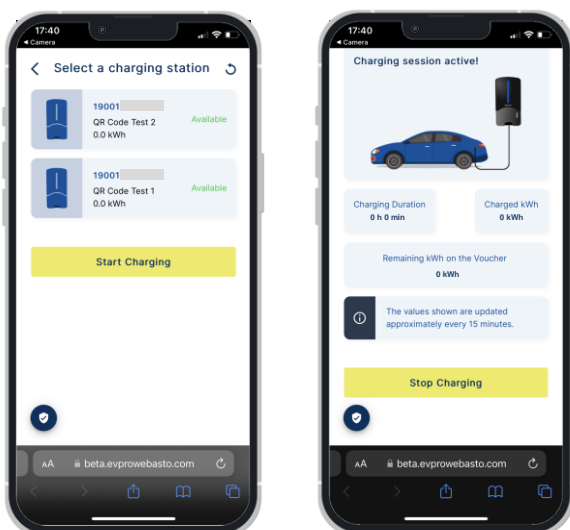 17:40
Camera
Select a charging station
19001
QR Code Test 2
0.0 kWh
Available
19001
QR Code Test 1
0.0 kWh
Available
Start Charging
AA
beta.evprowebasto.com
17:40
Camera
Charging session active!
Charging Duration
0 h 0 min
Charged kWh
0 kWh
Remaining kWh on the Voucher
0 kWh
The values shown are updated
approximately every 15 minutes.
Stop Charging
AA
beta.evprowebasto.com